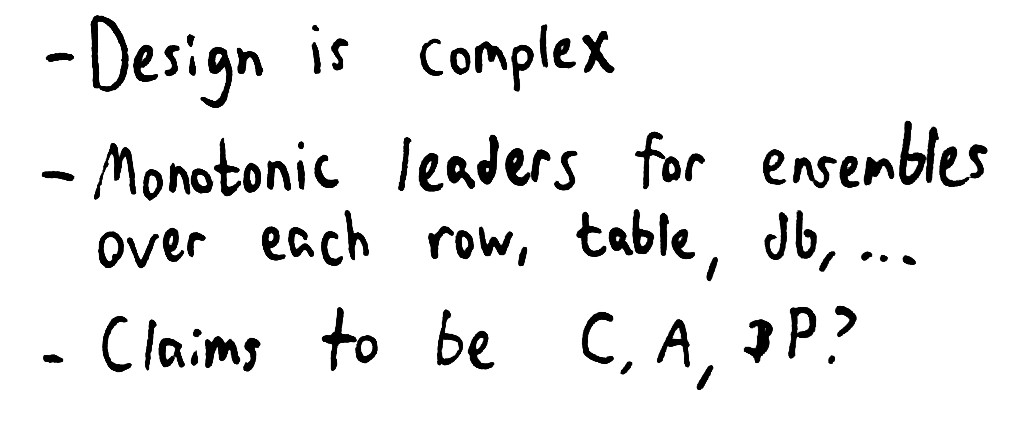 - Design is complex
- Monotonic leaders for ensembles
over each row, table, db, ...
- Claims to be C, A, P?